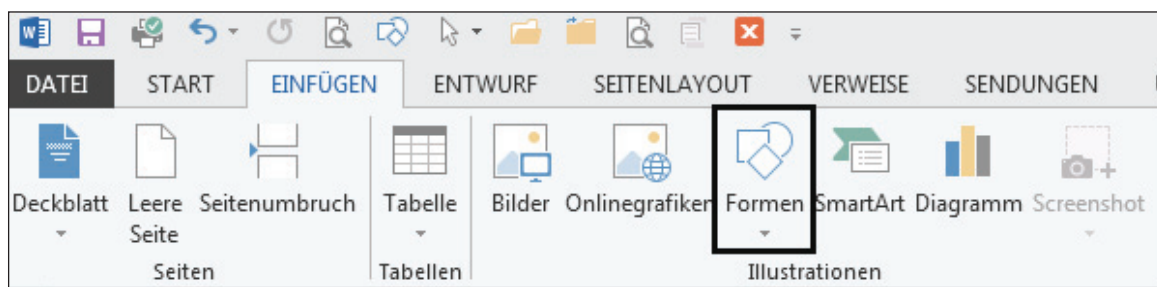 DATEI START EINFÜGEN ENTWURF SEITENLAYOUT VERWEISE SENDUNGEN
Deckblatt Leere Seite Seitenumbruch Tabelle Bilder Onlinegrafiken Formen SmartArt Diagramm Screenshot
Seiten Tabellen Illustrationen